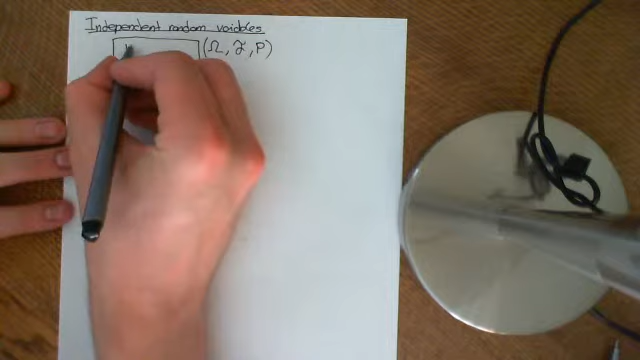 Independent random variables
(Ω, ℱ, P)